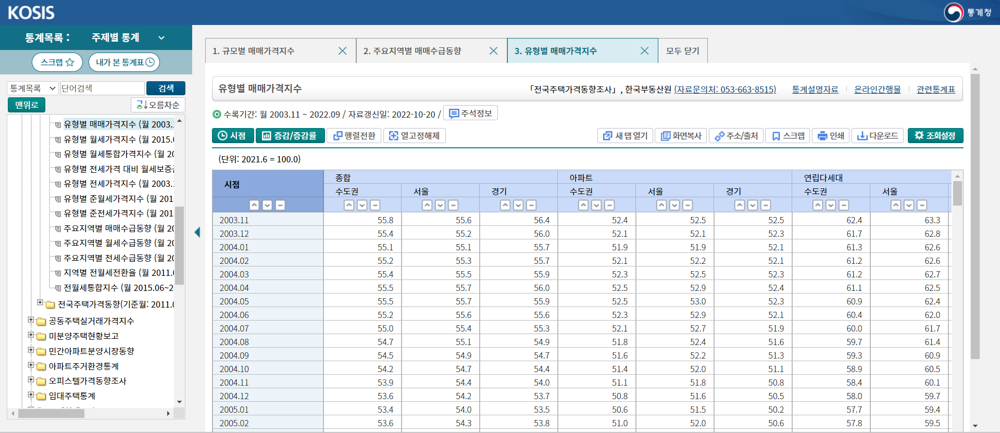 KOSIS
통계청
통계목록 : 주제별 통계
스크랩 내가 본 통계표
통계목록 단어검색 검색
맨위로 오름차순
유형별 매매가격지수 (월 2003.
유형별 월세가격지수 (월 2015.
유형별 월세통합가격지수 (월 20
유형별 전세가격 대비 월세보증
유형별 전세가격지수 (월 2003.
유형별 준월세가격지수 (월 201
유형별 준전세가격지수 (월 201
주요지역별 매매수급동향 (월 20
주요지역별 월세수급동향 (월 20
주요지역별 전세수급동향 (월 20
지역별 전월세전환율 (월 2011.
전월세통합지수 (월 2015.06~2
전국주택가격동향(기준월: 2011.
공동주택실거래가격지수
미분양주택현황보고
민간아파트분양시장동향
아파트주거환경통계
오피스텔가격동향조사
임대주택통계
1. 규모별 매매가격지수 2. 주요지역별 매매수급동향 3. 유형별 매매가격지수 모두 닫기
유형별 매매가격지수 「전국주택가격동향조사」, 한국부동산원 (자료문의처: 053-663-8515) 통계설명자료 온라인간행물 관련통계표
수록기간: 월 2003.11 ~ 2022.09 / 자료갱신일: 2022-10-20 / 주석정보
시점 증감/증감률 행렬전환 열고정해제 새 탭 열기 화면복사 주소/출처 스크랩 인쇄 다운로드 조회설정
(단위: 2021.6 = 100.0)
시점 종합 아파트 연립다세대
수도권 서울 경기 수도권 서울 경기 수도권 서울
2003.11 55.8 55.6 56.4 52.4 52.5 52.5 62.4 63.3
2003.12 55.4 55.2 56.0 52.1 52.1 52.3 61.7 62.8
2004.01 55.1 55.1 55.7 51.9 51.9 52.1 61.3 62.6
2004.02 55.2 55.3 55.7 52.1 52.2 52.1 61.2 62.6
2004.03 55.4 55.5 55.9 52.3 52.5 52.3 61.2 62.7
2004.04 55.5 55.7 56.0 52.5 52.9 52.4 61.1 62.5
2004.05 55.5 55.7 55.9 52.5 53.0 52.3 60.9 62.4
2004.06 55.2 55.6 55.6 52.3 52.9 52.1 60.4 62.0
2004.07 55.0 55.4 55.3 52.1 52.7 51.9 60.0 61.7
2004.08 54.7 55.1 54.9 51.8 52.4 51.6 59.7 61.4
2004.09 54.5 54.9 54.7 51.6 52.2 51.3 59.3 60.9
2004.10 54.2 54.7 54.4 51.4 52.0 51.1 58.9 60.5
2004.11 53.9 54.4 54.0 51.1 51.8 50.8 58.4 60.1
2004.12 53.6 54.2 53.7 50.8 51.6 50.5 58.0 59.7
2005.01 53.4 54.0 53.5 50.6 51.5 50.2 57.7 59.4
2005.02 53.6 54.3 53.8 51.0 52.0 50.6 57.8 59.5